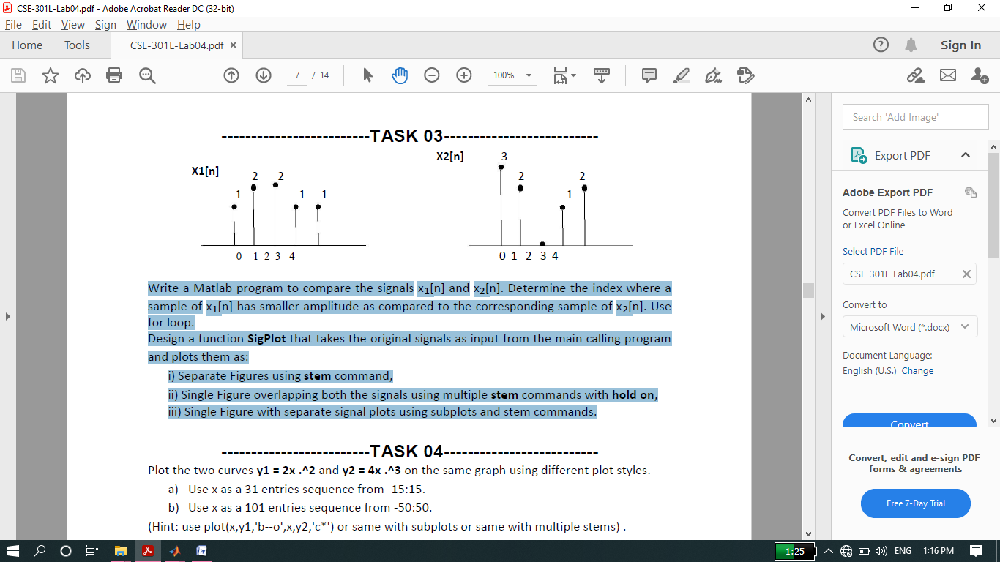 CSE-301L-Lab04.pdf - Adobe Acrobat Reader DC (32-bit)
File Edit View Sign Window Help
Home Tools CSE-301L-Lab04.pdf × Sign In
7 / 14 100%
-------------------------TASK 03--------------------------
X1[n]
1 2 2 1 1
0 1 2 3 4
X2[n]
3 2 1 2
0 1 2 3 4
Write a Matlab program to compare the signals x1[n] and x2[n]. Determine the index where a
sample of x1[n] has smaller amplitude as compared to the corresponding sample of x2[n]. Use
for loop.
Design a function SigPlot that takes the original signals as input from the main calling program
and plots them as:
i) Separate Figures using stem command,
ii) Single Figure overlapping both the signals using multiple stem commands with hold on,
iii) Single Figure with separate signal plots using subplots and stem commands.
-------------------------TASK 04--------------------------
Plot the two curves y1 = 2x .^2 and y2 = 4x .^3 on the same graph using different plot styles.
a) Use x as a 31 entries sequence from -15:15.
b) Use x as a 101 entries sequence from -50:50.
(Hint: use plot(x,y1,'b--o',x,y2,'c*') or same with subplots or same with multiple stems) .
Search 'Add Image'
Export PDF
Adobe Export PDF
Convert PDF Files to Word
or Excel Online
Select PDF File
CSE-301L-Lab04.pdf
Convert to
Microsoft Word (*.docx)
Document Language:
English (U.S.) Change
Convert
Convert, edit and e-sign PDF
forms & agreements
Free 7-Day Trial
1:25 ENG 1:16 PM